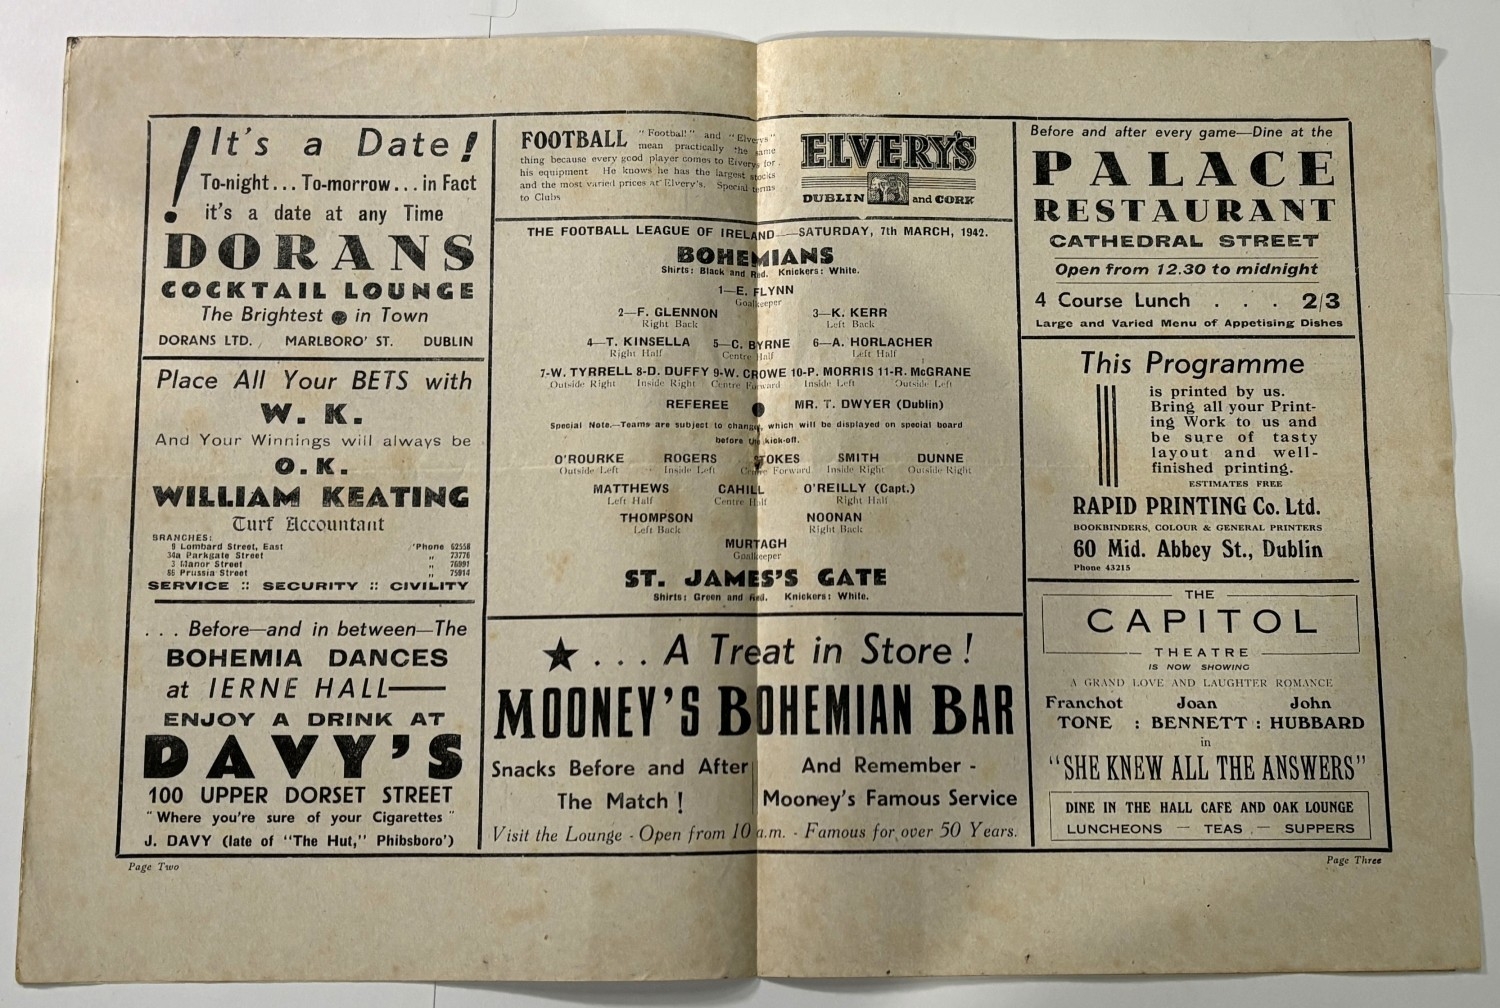 It's a Date!
To-night... To-morrow... in Fact
it's a date at any Time
DORANS
COCKTAIL LOUNGE
The Brightest in Town
DORANS LTD. MARLBORO' ST. DUBLIN
Place All Your BETS with
W. K.
And Your Winnings will always be
O. K.
WILLIAM KEATING
Turf Accountant
BRANCHES:
8 Lombard Street, East 'Phone 62558
34a Parkgate Street ,, 73776
3 Manor Street ,, 76991
86 Prussia Street ,, 75914
SERVICE :: SECURITY :: CIVILITY
. . . Before—and in between—The
BOHEMIA DANCES
at IERNE HALL—
ENJOY A DRINK AT
DAVY'S
100 UPPER DORSET STREET
"Where you're sure of your Cigarettes"
J. DAVY (late of "The Hut," Phibsboro')
Page Two
FOOTBALL "Football" and "Elverys"
mean practically the same
thing because every good player comes to Elverys for
his equipment He knows he has the largest stocks
and the most varied prices at Elvery's. Special terms
to Clubs
ELVERY'S
DUBLIN and CORK
THE FOOTBALL LEAGUE OF IRELAND—SATURDAY, 7th MARCH, 1942.
BOHEMIANS
Shirts: Black and Red. Knickers: White.
1—E. FLYNN
Goalkeeper
2—F. GLENNON 3—K. KERR
Right Back Left Back
4—T. KINSELLA 5—C. BYRNE 6—A. HORLACHER
Right Half Centre Half Left Half
7-W. TYRRELL 8-D. DUFFY 9-W. CROWE 10-P. MORRIS 11-R. McGRANE
Outside Right Inside Right Centre Forward Inside Left Outside Left
REFEREE MR. T. DWYER (Dublin)
Special Note.—Teams are subject to change, which will be displayed on special board
before the kick-off.
O'ROURKE ROGERS STOKES SMITH DUNNE
Outside Left Inside Left Centre Forward Inside Right Outside Right
MATTHEWS CAHILL O'REILLY (Capt.)
Left Half Centre Half Right Half
THOMPSON NOONAN
Left Back Right Back
MURTAGH
Goalkeeper
ST. JAMES'S GATE
Shirts: Green and Red. Knickers: White.
. . . A Treat in Store!
MOONEY'S BOHEMIAN BAR
Snacks Before and After And Remember -
The Match! Mooney's Famous Service
Visit the Lounge - Open from 10 a.m. - Famous for over 50 Years.
Before and after every game—Dine at the
PALACE
RESTAURANT
CATHEDRAL STREET
Open from 12.30 to midnight
4 Course Lunch . . . 2/3
Large and Varied Menu of Appetising Dishes
This Programme
is printed by us.
Bring all your Print-
ing Work to us and
be sure of tasty
layout and well-
finished printing.
ESTIMATES FREE
RAPID PRINTING Co. Ltd.
BOOKBINDERS, COLOUR & GENERAL PRINTERS
60 Mid. Abbey St., Dublin
Phone 43215
THE
CAPITOL
THEATRE
IS NOW SHOWING
A GRAND LOVE AND LAUGHTER ROMANCE
Franchot Joan John
TONE : BENNETT : HUBBARD
in
"SHE KNEW ALL THE ANSWERS"
DINE IN THE HALL CAFE AND OAK LOUNGE
LUNCHEONS — TEAS — SUPPERS
Page Three